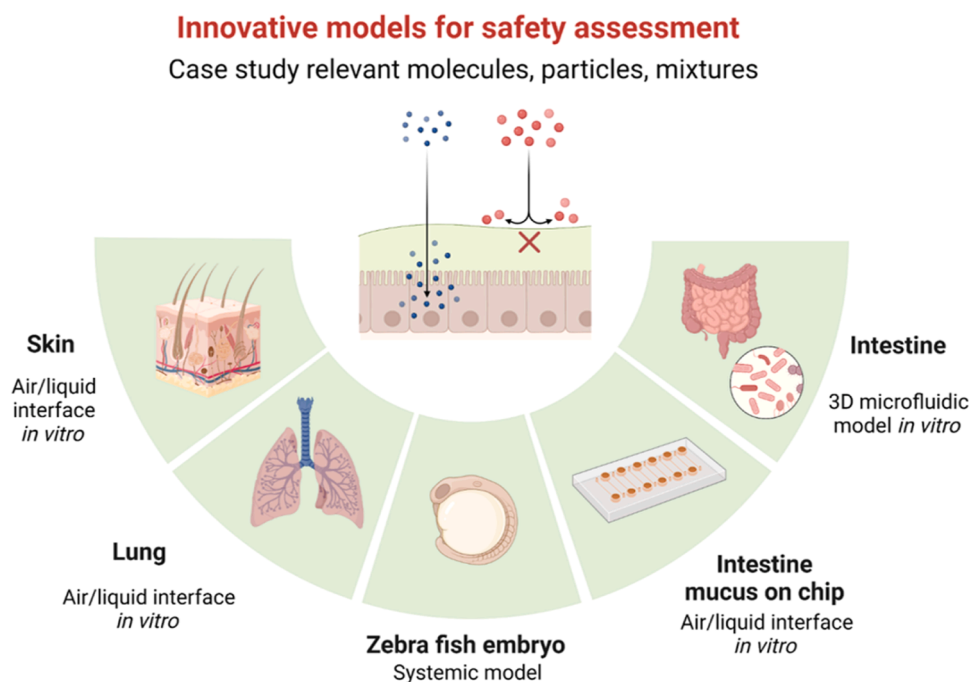 Innovative models for safety assessment
Case study relevant molecules, particles, mixtures
Skin
Air/liquid
interface
in vitro
Lung
Air/liquid interface
in vitro
Zebra fish embryo
Systemic model
Intestine
mucus on chip
Air/liquid interface
in vitro
Intestine
3D microfluidic
model in vitro